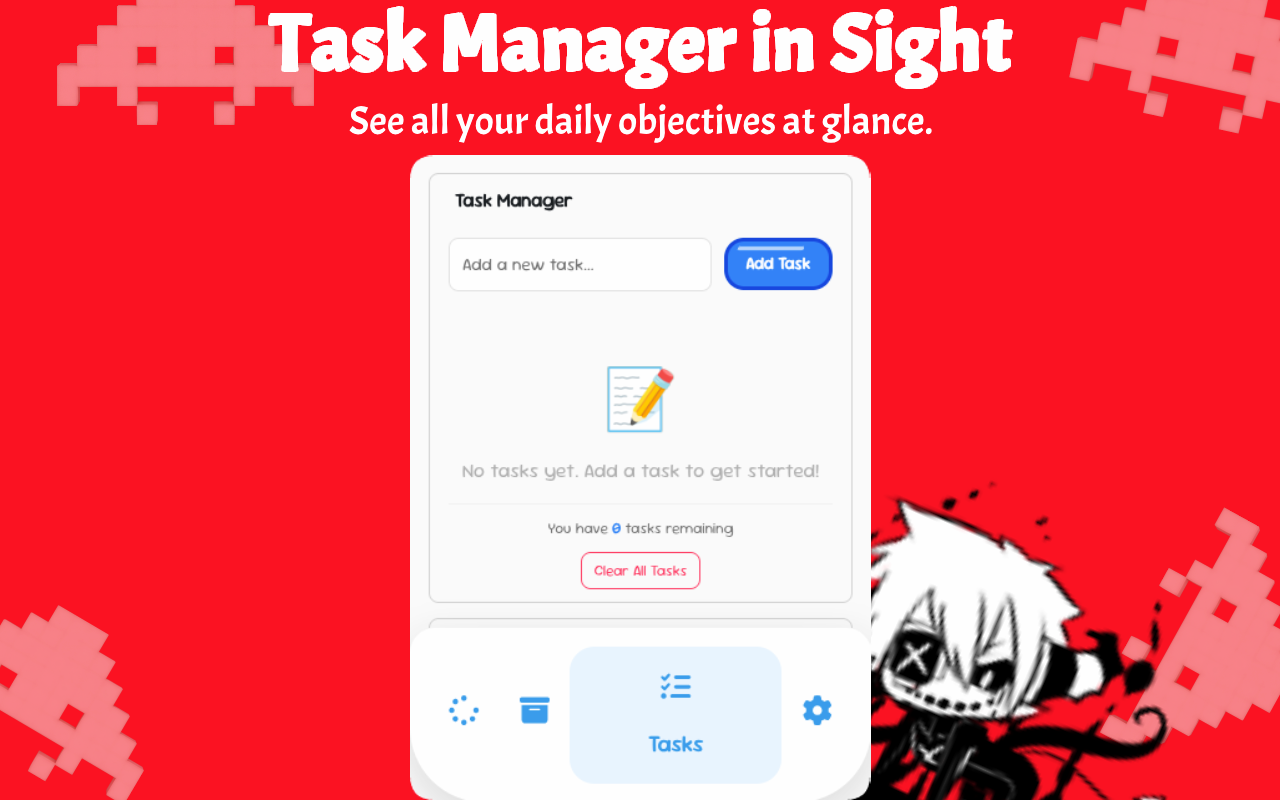 Task Manager in Sight
See all your daily objectives at glance.
Task Manager
Add a new task...
Add Task
No tasks yet. Add a task to get started!
You have 0 tasks remaining
Clear All Tasks
Tasks